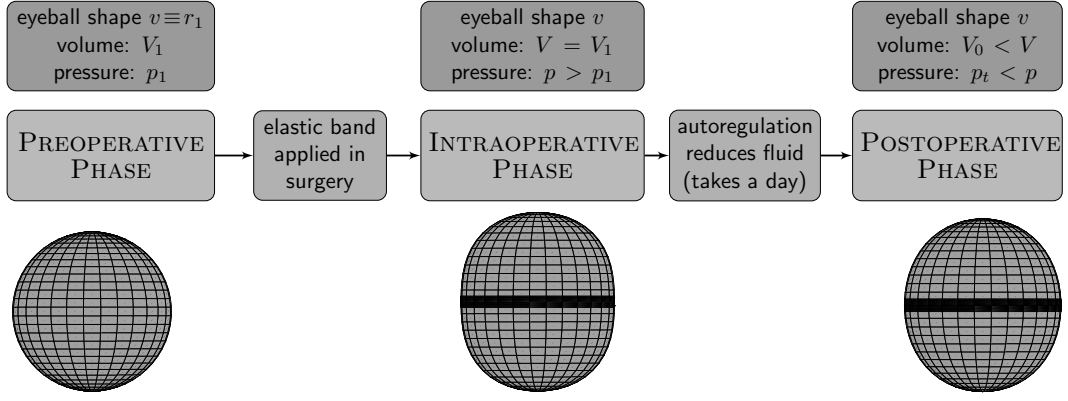 eyeball shape v ≡ r₁
volume: V₁
pressure: p₁
eyeball shape v
volume: V = V₁
pressure: p > p₁
eyeball shape v
volume: V₀ < V
pressure: pₜ < p
PREOPERATIVE
PHASE
elastic band
applied in
surgery
INTRAOPERATIVE
PHASE
autoregulation
reduces fluid
(takes a day)
POSTOPERATIVE
PHASE